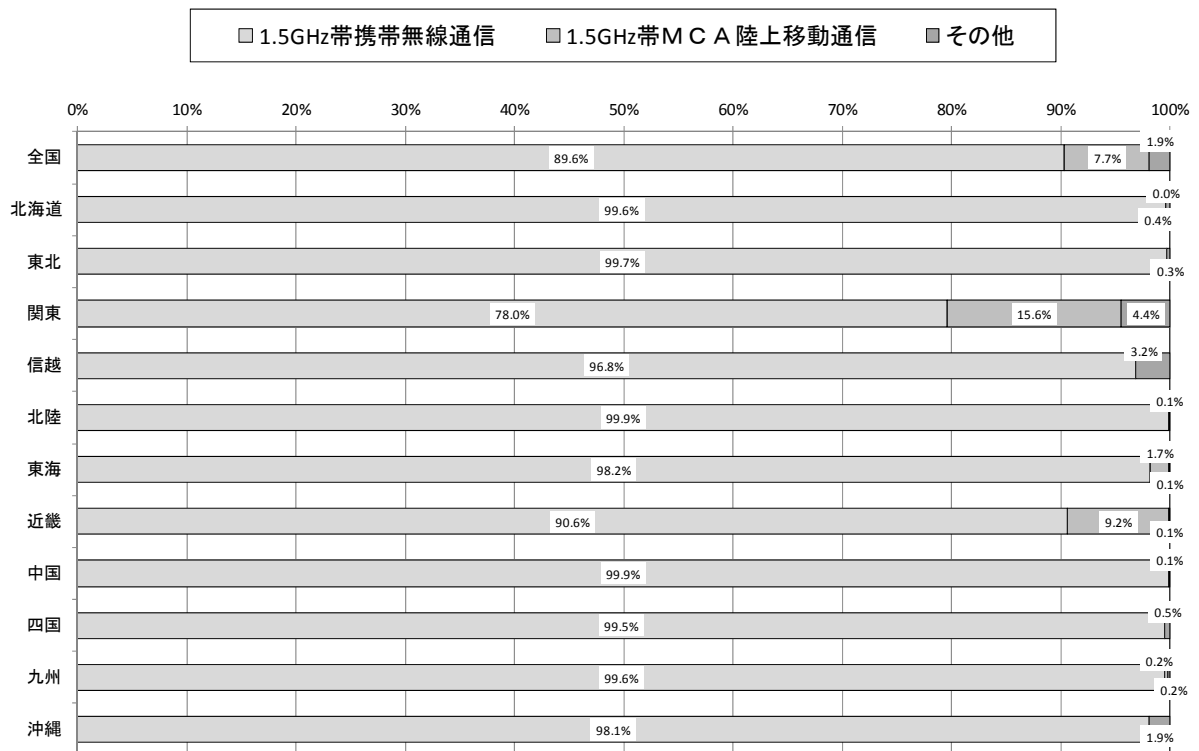 1.5GHz帯携帯無線通信 1.5GHz帯ＭＣＡ陸上移動通信 その他
0% 10% 20% 30% 40% 50% 60% 70% 80% 90% 100%
1.9%
全国 89.6% 7.7%
0.0%
北海道 99.6%
0.4%
東北 99.7%
0.3%
関東 78.0% 15.6% 4.4%
3.2%
信越 96.8%
0.1%
北陸 99.9%
1.7%
東海 98.2%
0.1%
近畿 90.6% 9.2%
0.1%
0.1%
中国 99.9%
0.5%
四国 99.5%
0.2%
九州 99.6%
0.2%
沖縄 98.1%
1.9%